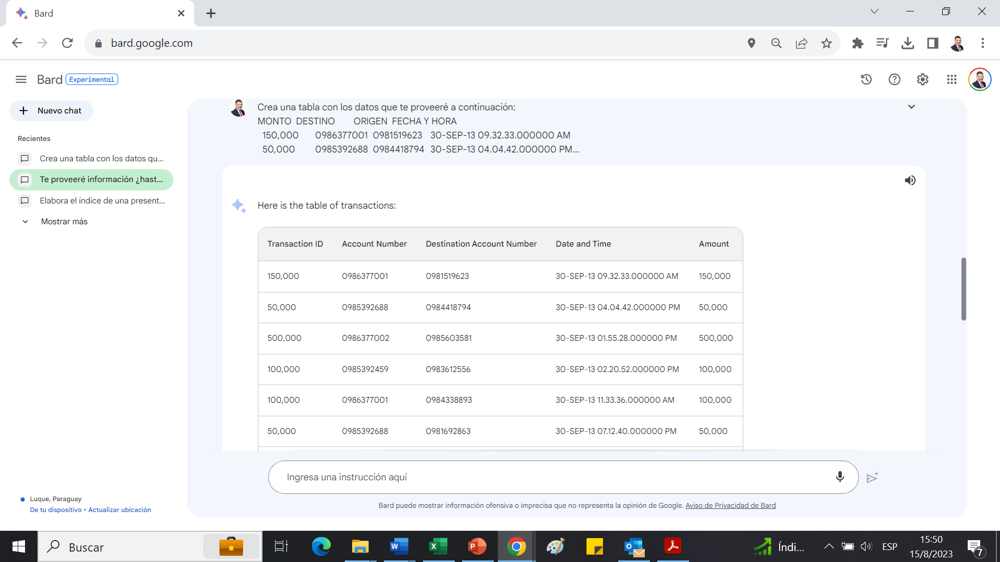 Bard
bard.google.com
Bard Experimental
Nuevo chat
Recientes
Crea una tabla con los datos qu...
Te proveeré información ¿hast...
Elabora el índice de una present...
Mostrar más
Luque, Paraguay
De tu dispositivo • Actualizar ubicación
Crea una tabla con los datos que te proveeré a continuación:
MONTO DESTINO ORIGEN FECHA Y HORA
150,000 0986377001 0981519623 30-SEP-13 09.32.33.000000 AM
50,000 0985392688 0984418794 30-SEP-13 04.04.42.000000 PM...
Here is the table of transactions:
Transaction ID Account Number Destination Account Number Date and Time Amount
150,000 0986377001 0981519623 30-SEP-13 09.32.33.000000 AM 150,000
50,000 0985392688 0984418794 30-SEP-13 04.04.42.000000 PM 50,000
500,000 0986377002 0985603581 30-SEP-13 01.55.28.000000 PM 500,000
100,000 0985392459 0983612556 30-SEP-13 02.20.52.000000 PM 100,000
100,000 0986377001 0984338893 30-SEP-13 11.33.36.000000 AM 100,000
50,000 0985392688 0981692863 30-SEP-13 07.12.40.000000 PM 50,000
Ingresa una instrucción aquí
Bard puede mostrar información ofensiva o imprecisa que no representa la opinión de Google. Aviso de Privacidad de Bard
Buscar
Índi...
ESP
15:50
15/8/2023
7